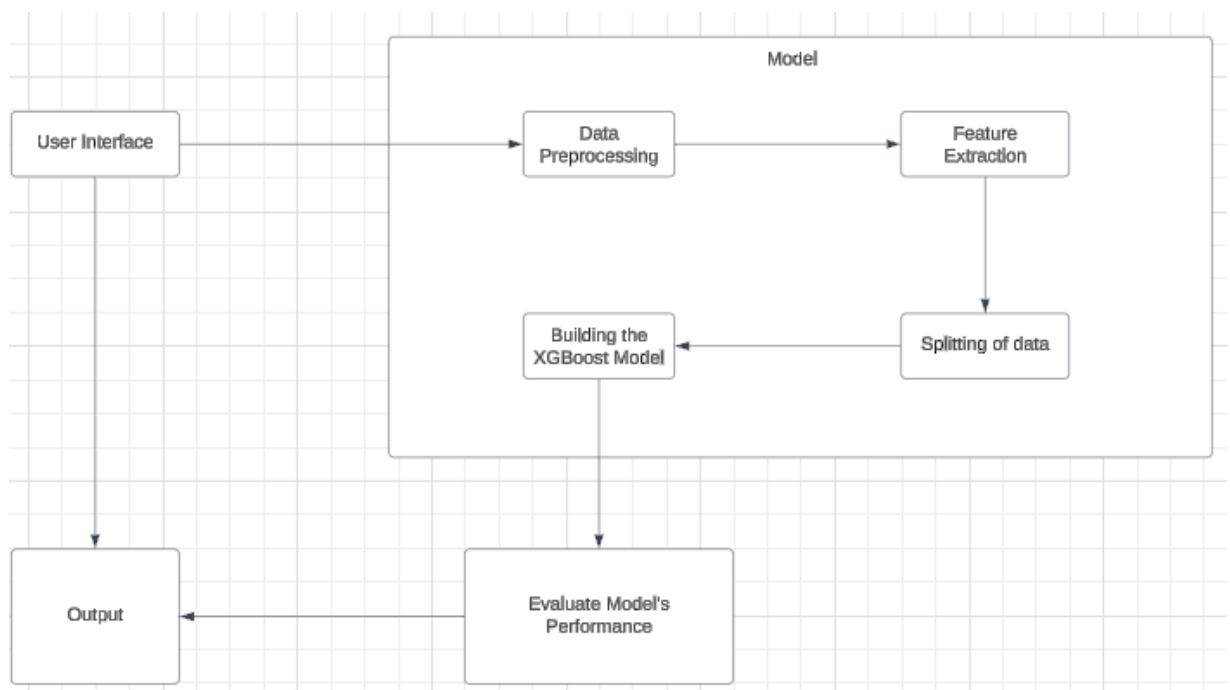 Model
User Interface
Data
Preprocessing
Feature
Extraction
Building the
XGBoost Model
Splitting of data
Output
Evaluate Model's
Performance